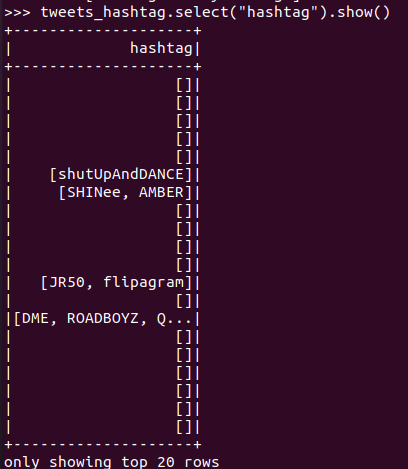 >>> tweets_hashtag.select("hashtag").show()
+--------------------+
|             hashtag|
+--------------------+
|                  []|
|                  []|
|                  []|
|                  []|
|                  []|
|    [shutUpAndDANCE]|
|     [SHINee, AMBER]|
|                  []|
|                  []|
|                  []|
|                  []|
|   [JR50, flipagram]|
|                  []|
|[DME, ROADBOYZ, Q...|
|                  []|
|                  []|
|                  []|
|                  []|
|                  []|
|                  []|
+--------------------+
only showing top 20 rows